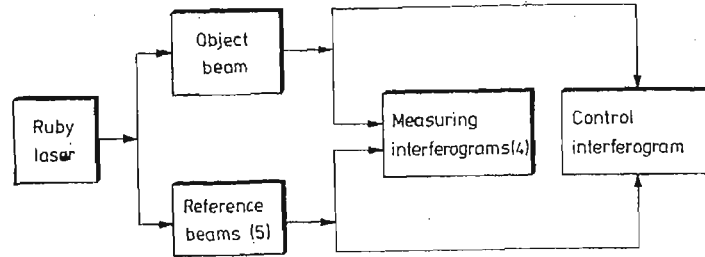 Ruby
laser
Object
beam
Reference
beams (5)
Measuring
interferograms(4)
Control
interferogram